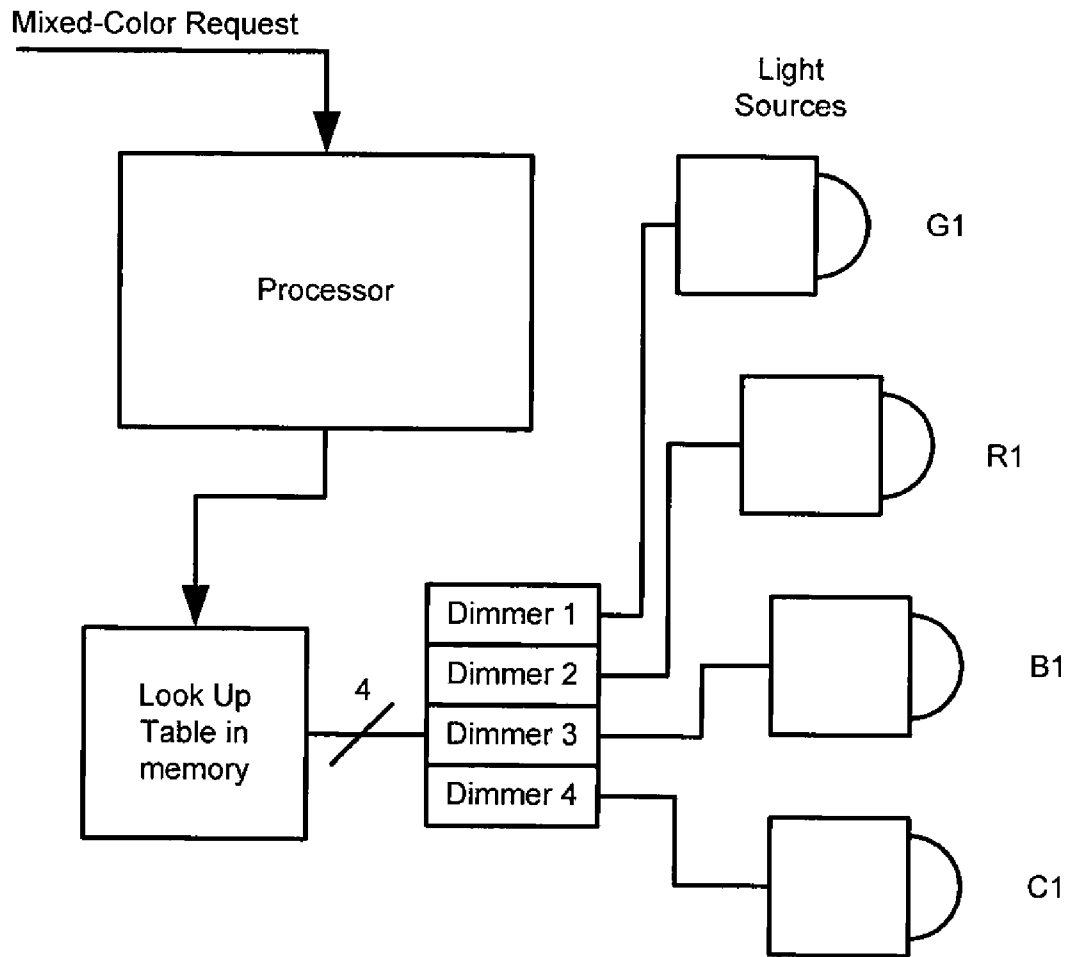 Mixed-Color Request
Light
Sources
G1
Processor
R1
Dimmer 1
Dimmer 2
Dimmer 3
Dimmer 4
4
Look Up
Table in
memory
B1
C1